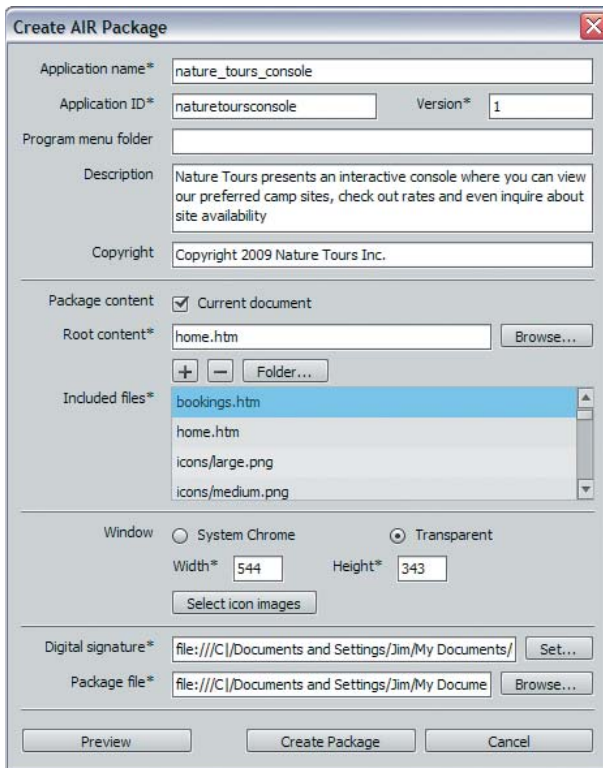 Create AIR Package
Application name* nature_tours_console
Application ID* naturetoursconsole Version* 1
Program menu folder
Description Nature Tours presents an interactive console where you can view
our preferred camp sites, check out rates and even inquire about
site availability
Copyright Copyright 2009 Nature Tours Inc.
Package content Current document
Root content* home.htm Browse...
+ − Folder...
Included files* bookings.htm
home.htm
icons/large.png
icons/medium.png
Window System Chrome Transparent
Width* 544 Height* 343
Select icon images
Digital signature* file:///C|/Documents and Settings/Jim/My Documents/ Set...
Package file* file:///C|/Documents and Settings/Jim/My Docume Browse...
Preview Create Package Cancel